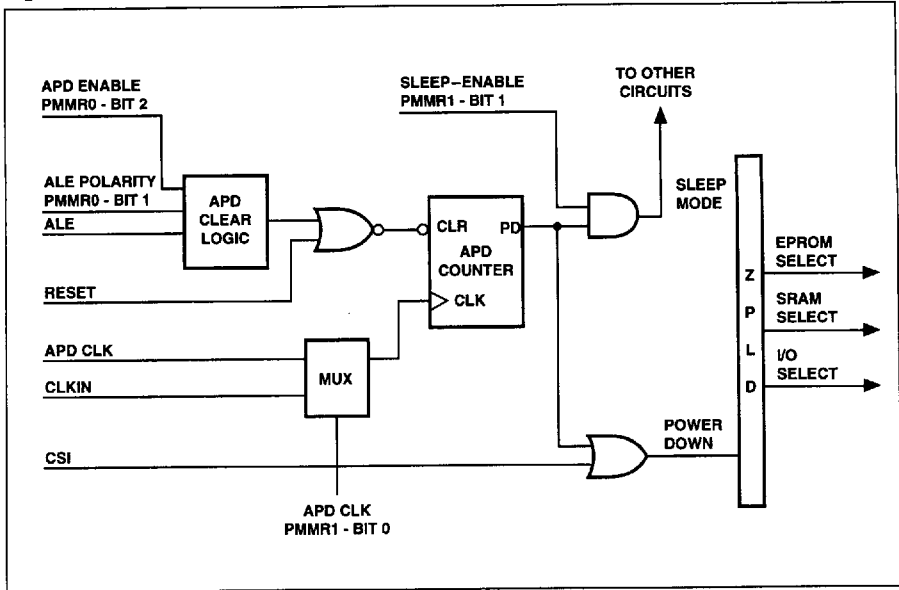 APD ENABLE
PMMR0 - BIT 2
SLEEP-ENABLE
PMMR1 - BIT 1
TO OTHER
CIRCUITS
ALE POLARITY
PMMR0 - BIT 1
ALE
APD
CLEAR
LOGIC
CLR
PD
APD
COUNTER
CLK
SLEEP
MODE
RESET
APD CLK
CLKIN
MUX
APD CLK
PMMR1 - BIT 0
CSI
POWER
DOWN
Z
P
L
D
EPROM
SELECT
SRAM
SELECT
I/O
SELECT